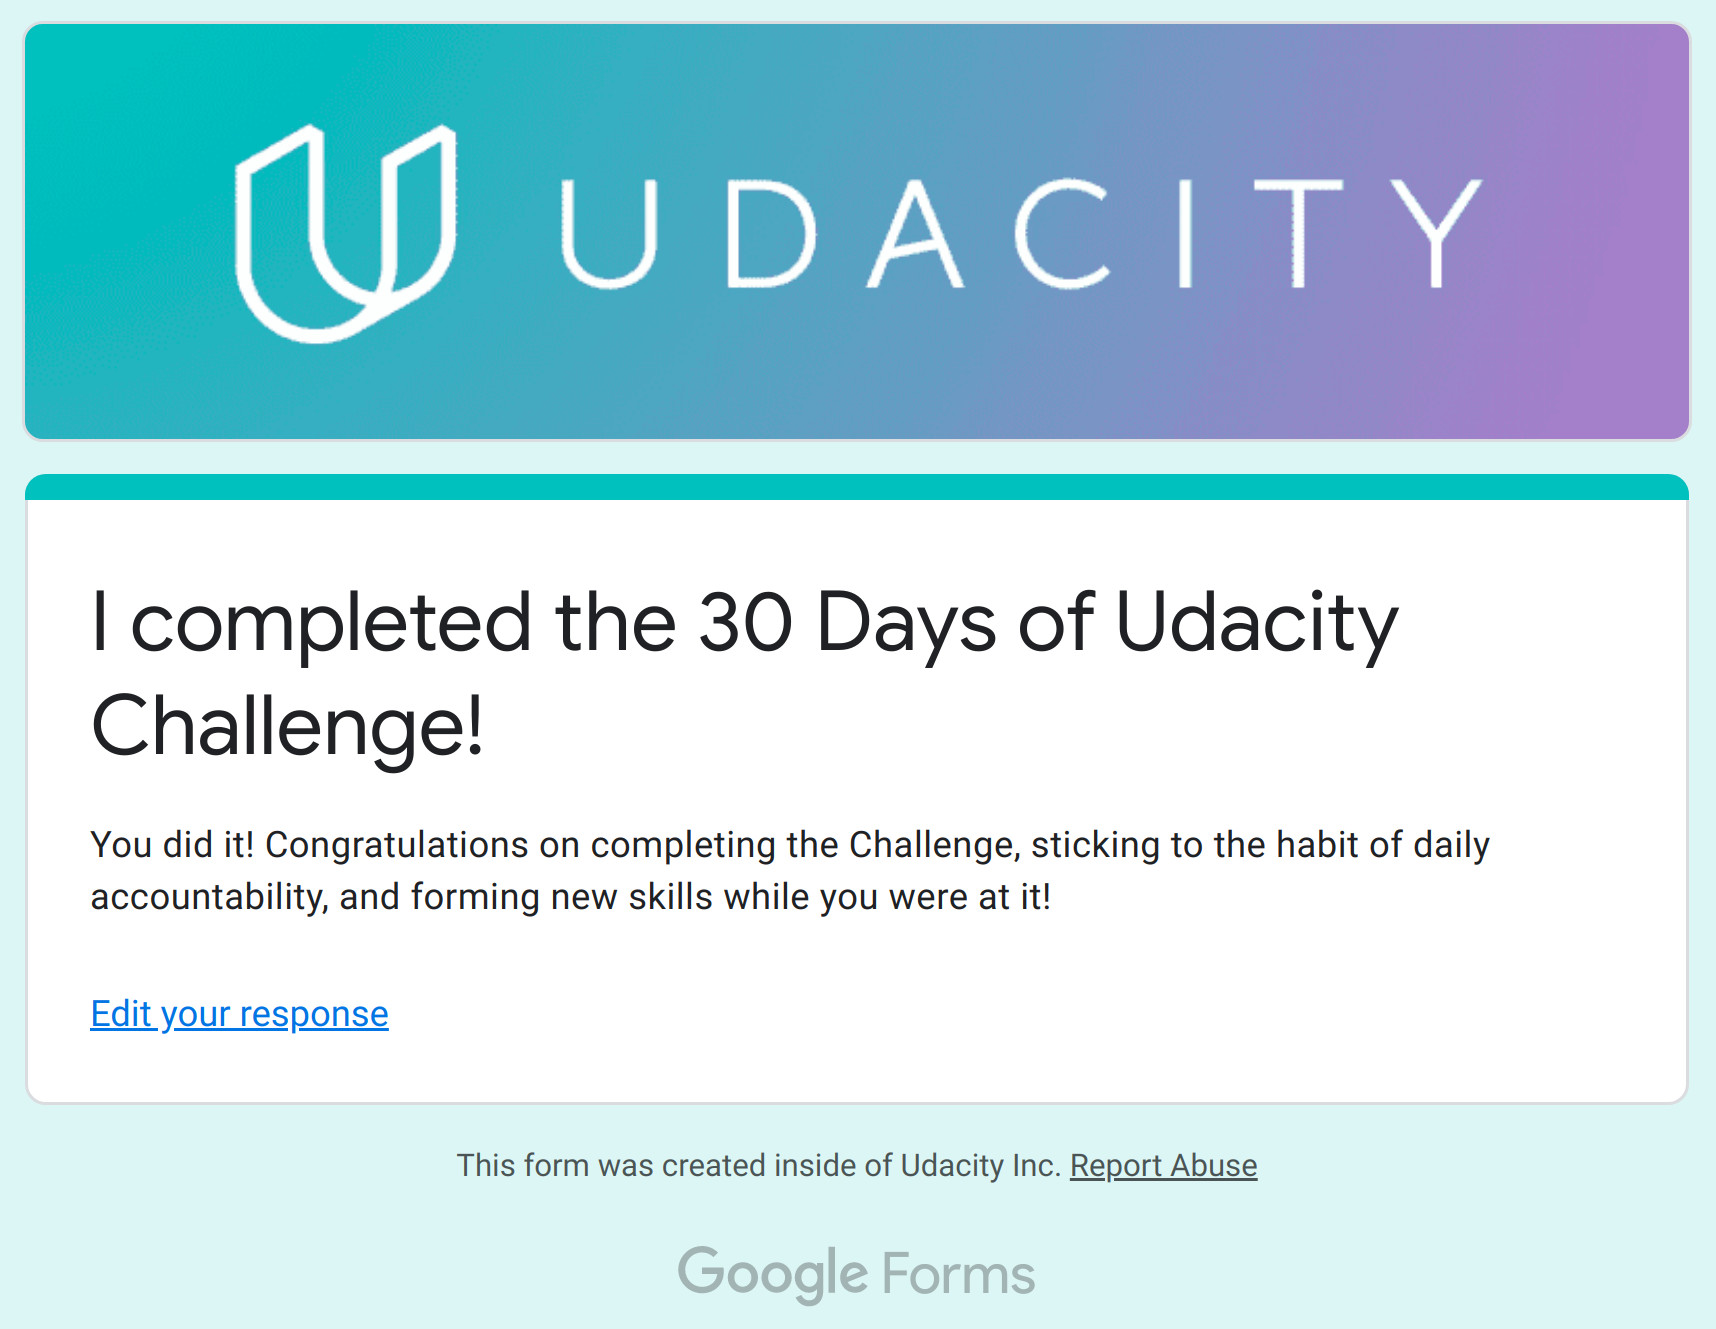 UDACITY
I completed the 30 Days of Udacity
Challenge!
You did it! Congratulations on completing the Challenge, sticking to the habit of daily
accountability, and forming new skills while you were at it!
Edit your response
This form was created inside of Udacity Inc. Report Abuse
Google Forms